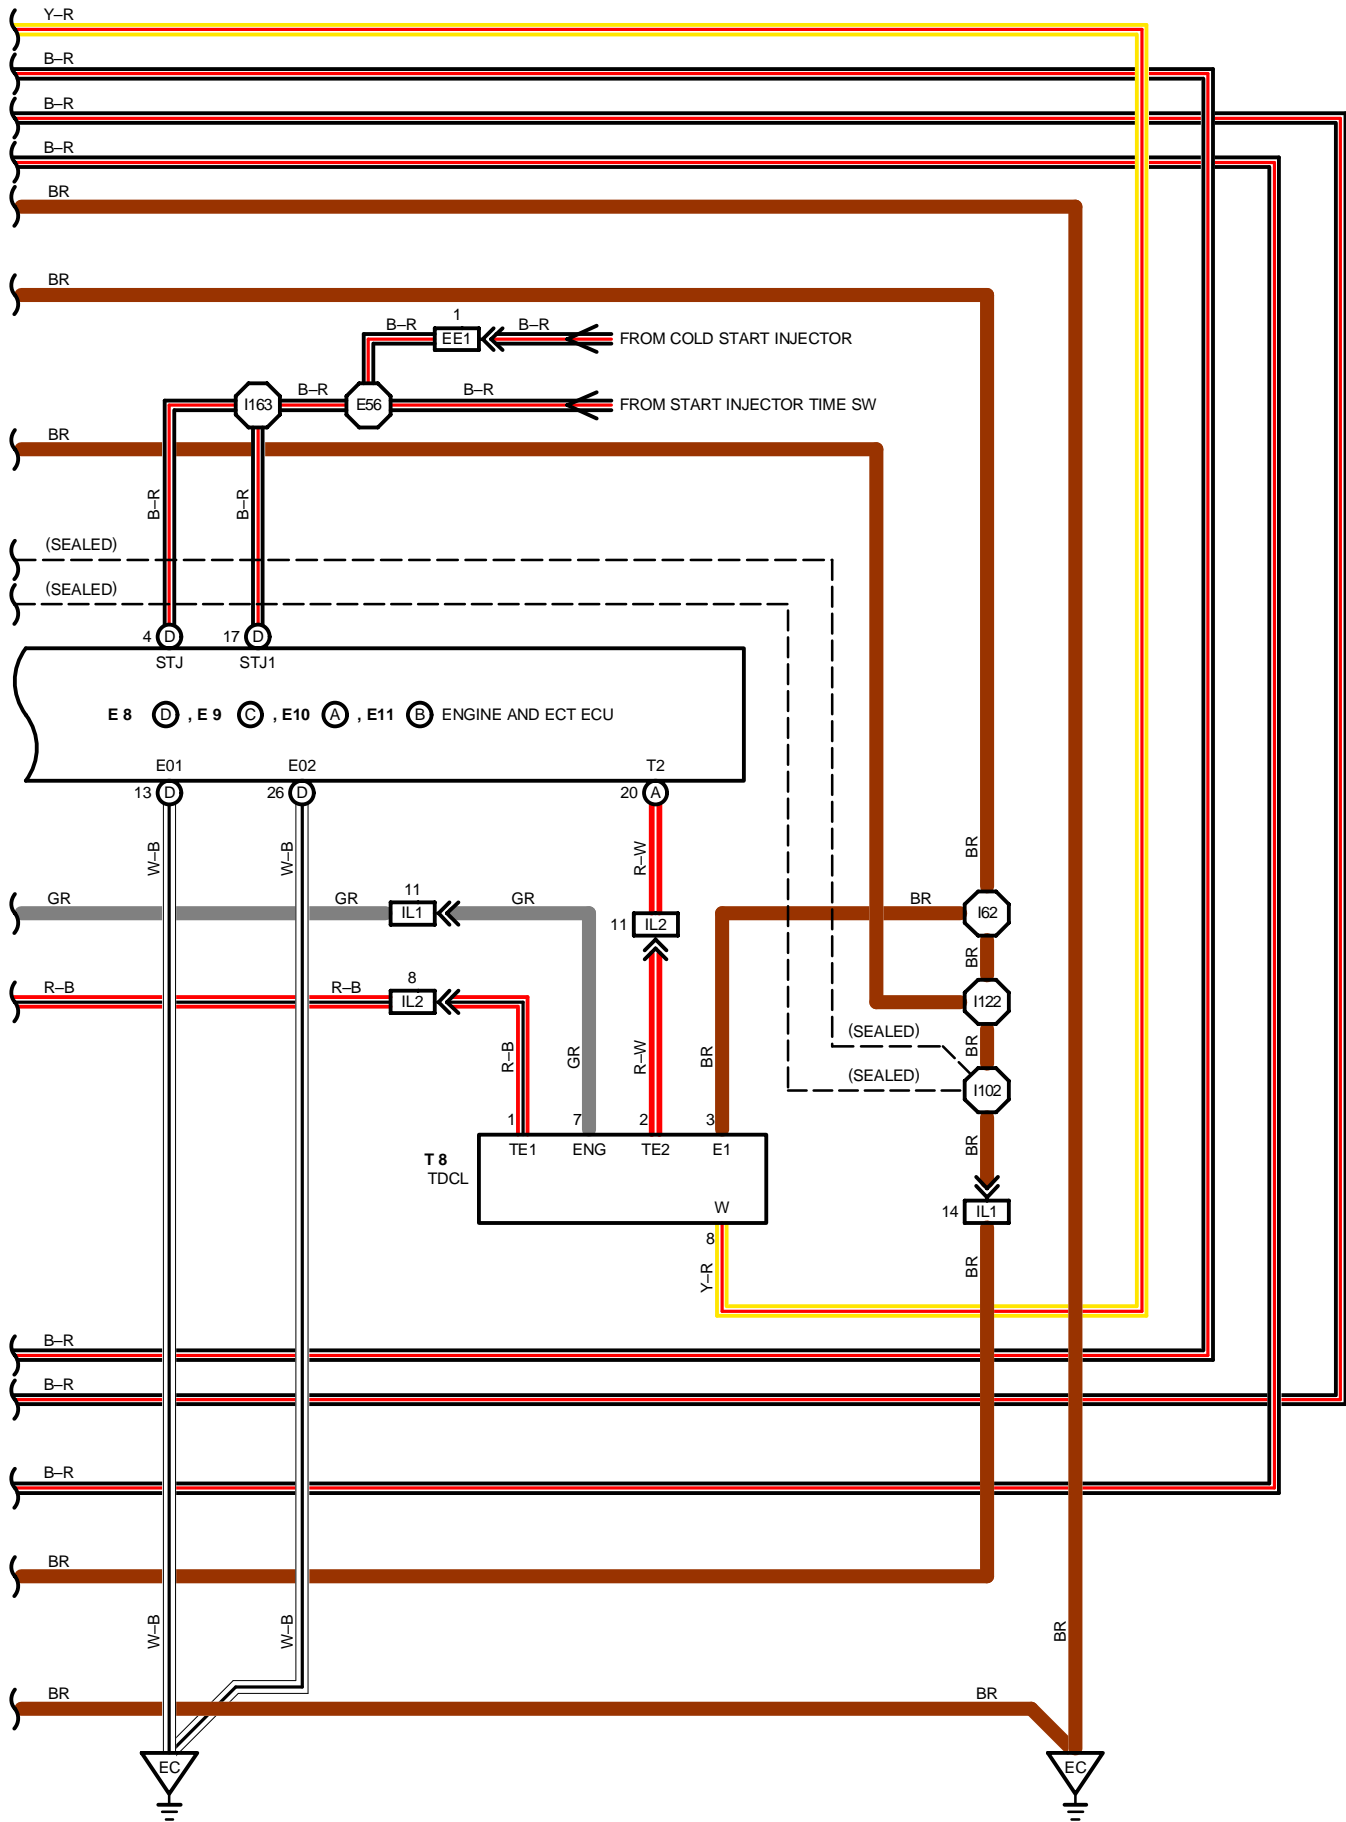 Y–R
B–R
B–R
B–R
BR
BR
1
B–R
EE1
B–R
FROM COLD START INJECTOR
B–R
B–R
I163
E56
FROM START INJECTOR TIME SW
BR
B–R
B–R
(SEALED)
(SEALED)
4 D
17 D
STJ
STJ1
E 8 D , E 9 C , E10 A , E11 B ENGINE AND ECT ECU
E01
E02
T2
13 D
26 D
20 A
W–B
W–B
R–W
BR
GR
GR
11
IL1
GR
11 IL2
BR
I62
BR
R–B
R–B
8
IL2
I122
(SEALED)
BR
R–B
GR
R–W
BR
(SEALED)
I102
1
7
2
3
BR
TE1
ENG
TE2
E1
T 8
TDCL
W
14 IL1
8
Y–R
BR
B–R
B–R
B–R
BR
W–B
W–B
BR
BR
BR
EC
EC